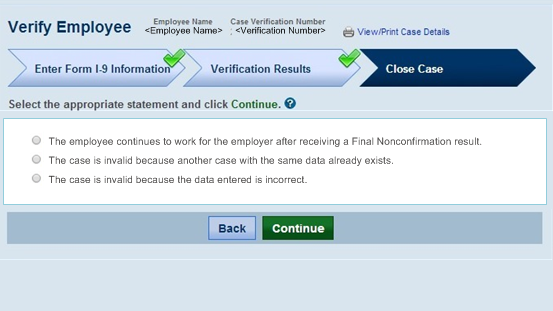 Verify Employee
Employee Name Case Verification Number
<Employee Name> : <Verification Number>
View/Print Case Details
Enter Form I-9 Information Verification Results Close Case
Select the appropriate statement and click Continue. ?
The employee continues to work for the employer after receiving a Final Nonconfirmation result.
The case is invalid because another case with the same data already exists.
The case is invalid because the data entered is incorrect.
Back Continue